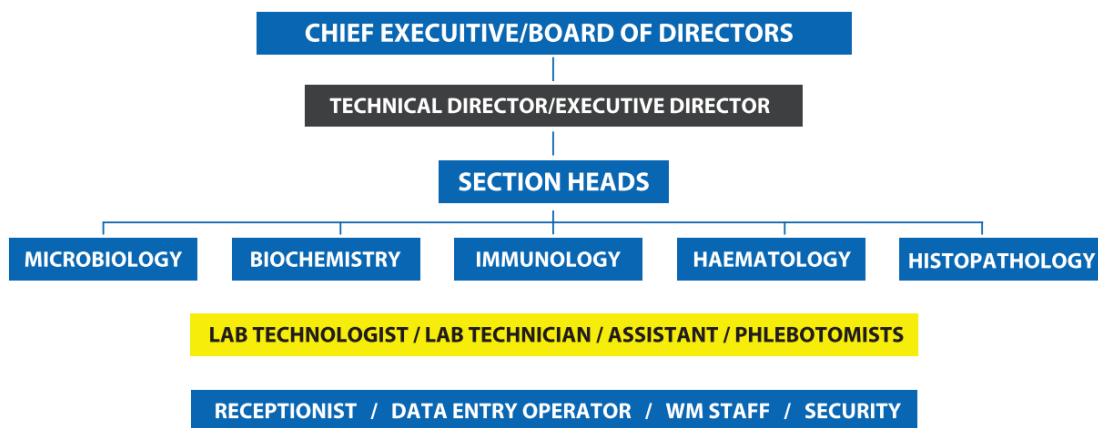 CHIEF EXECUITIVE/BOARD OF DIRECTORS
TECHNICAL DIRECTOR/EXECUTIVE DIRECTOR
SECTION HEADS
MICROBIOLOGY
BIOCHEMISTRY
IMMUNOLOGY
HAEMATOLOGY
HISTOPATHOLOGY
LAB TECHNOLOGIST / LAB TECHNICIAN / ASSISTANT / PHLEBOTOMISTS
RECEPTIONIST / DATA ENTRY OPERATOR / WM STAFF / SECURITY